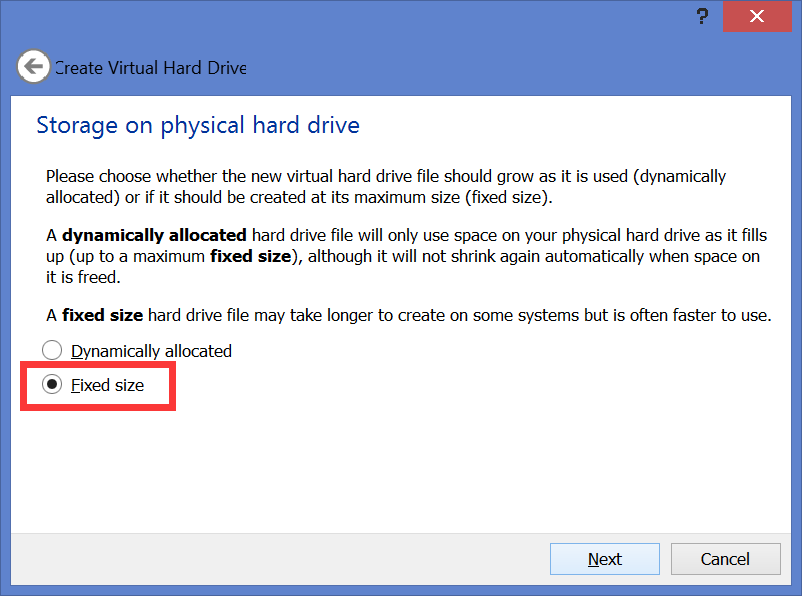 ?
Create Virtual Hard Drive
Storage on physical hard drive
Please choose whether the new virtual hard drive file should grow as it is used (dynamically
allocated) or if it should be created at its maximum size (fixed size).
A dynamically allocated hard drive file will only use space on your physical hard drive as it fills
up (up to a maximum fixed size), although it will not shrink again automatically when space on
it is freed.
A fixed size hard drive file may take longer to create on some systems but is often faster to use.
Dynamically allocated
Fixed size
Next
Cancel